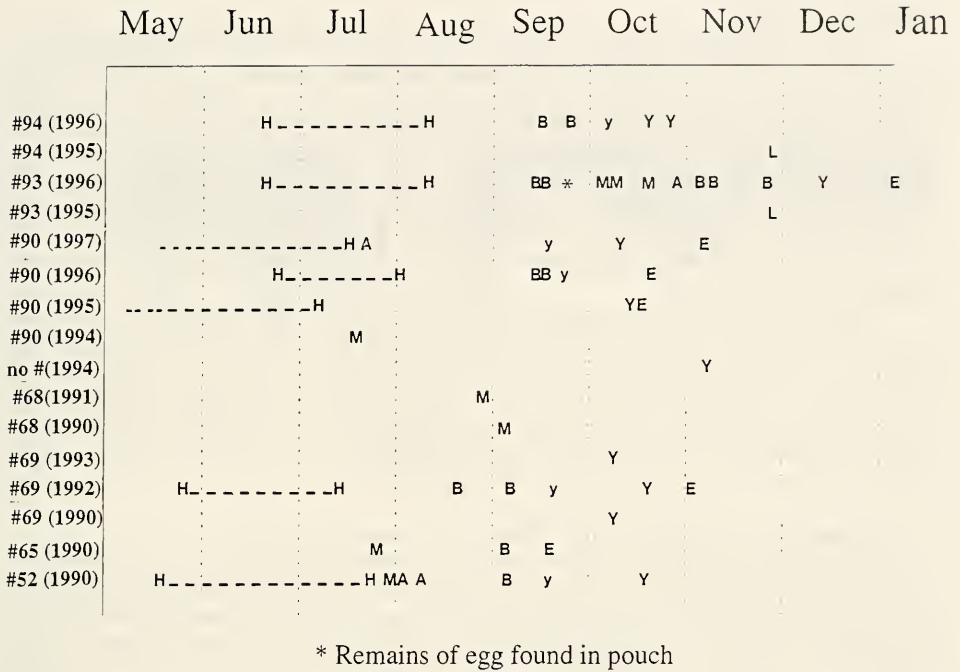 May Jun Jul Aug Sep Oct Nov Dec Jan
#94 (1996) H - - - - - - - - H B B y Y Y
#94 (1995) L
#93 (1996) H - - - - - - - - H BB * MM M A BB B Y E
#93 (1995) L
#90 (1997) - - - - - - - - - - H A y Y E
#90 (1996) H - - - - - - H BB y E
#90 (1995) - - - - - - - - - - H Y E
#90 (1994) M
no #(1994) Y
#68(1991) M
#68 (1990) M
#69 (1993) Y
#69 (1992) H - - - - - - - - H B B y Y E
#69 (1990) Y
#65 (1990) M B E
#52 (1990) H - - - - - - - - - - H MA A B y Y
* Remains of egg found in pouch